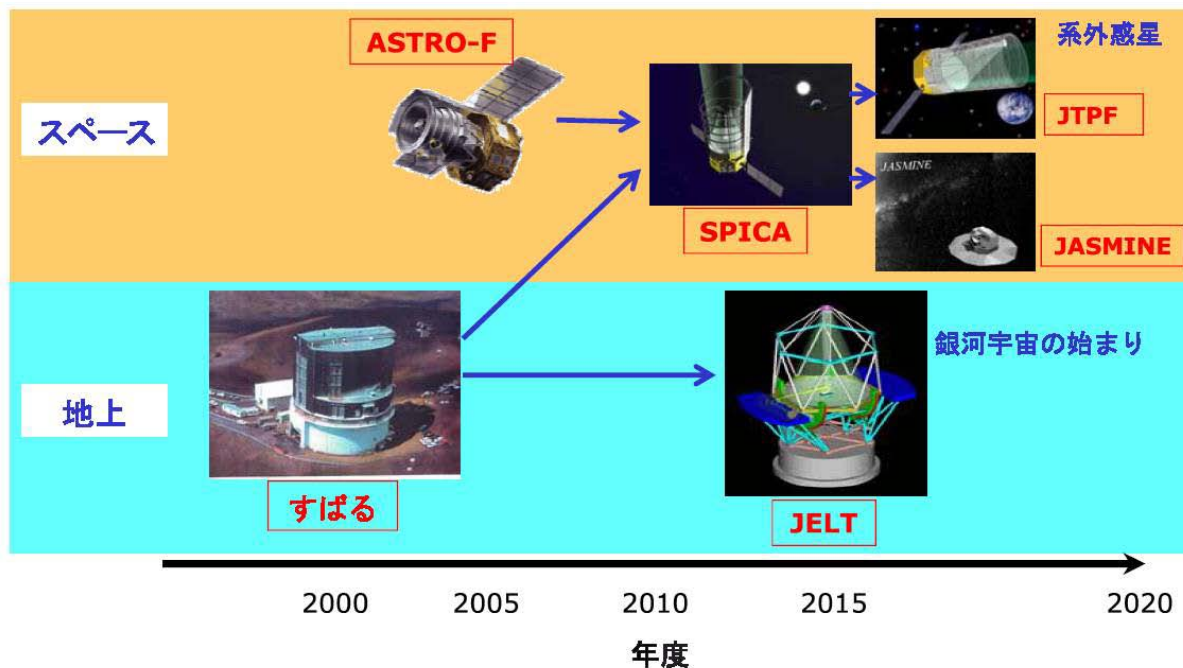 ASTRO-F
系外惑星
スペース
JTPF
JASMINE
SPICA
JASMINE
銀河宇宙の始まり
地上
すばる
JELT
2000
2005
2010
2015
2020
年度